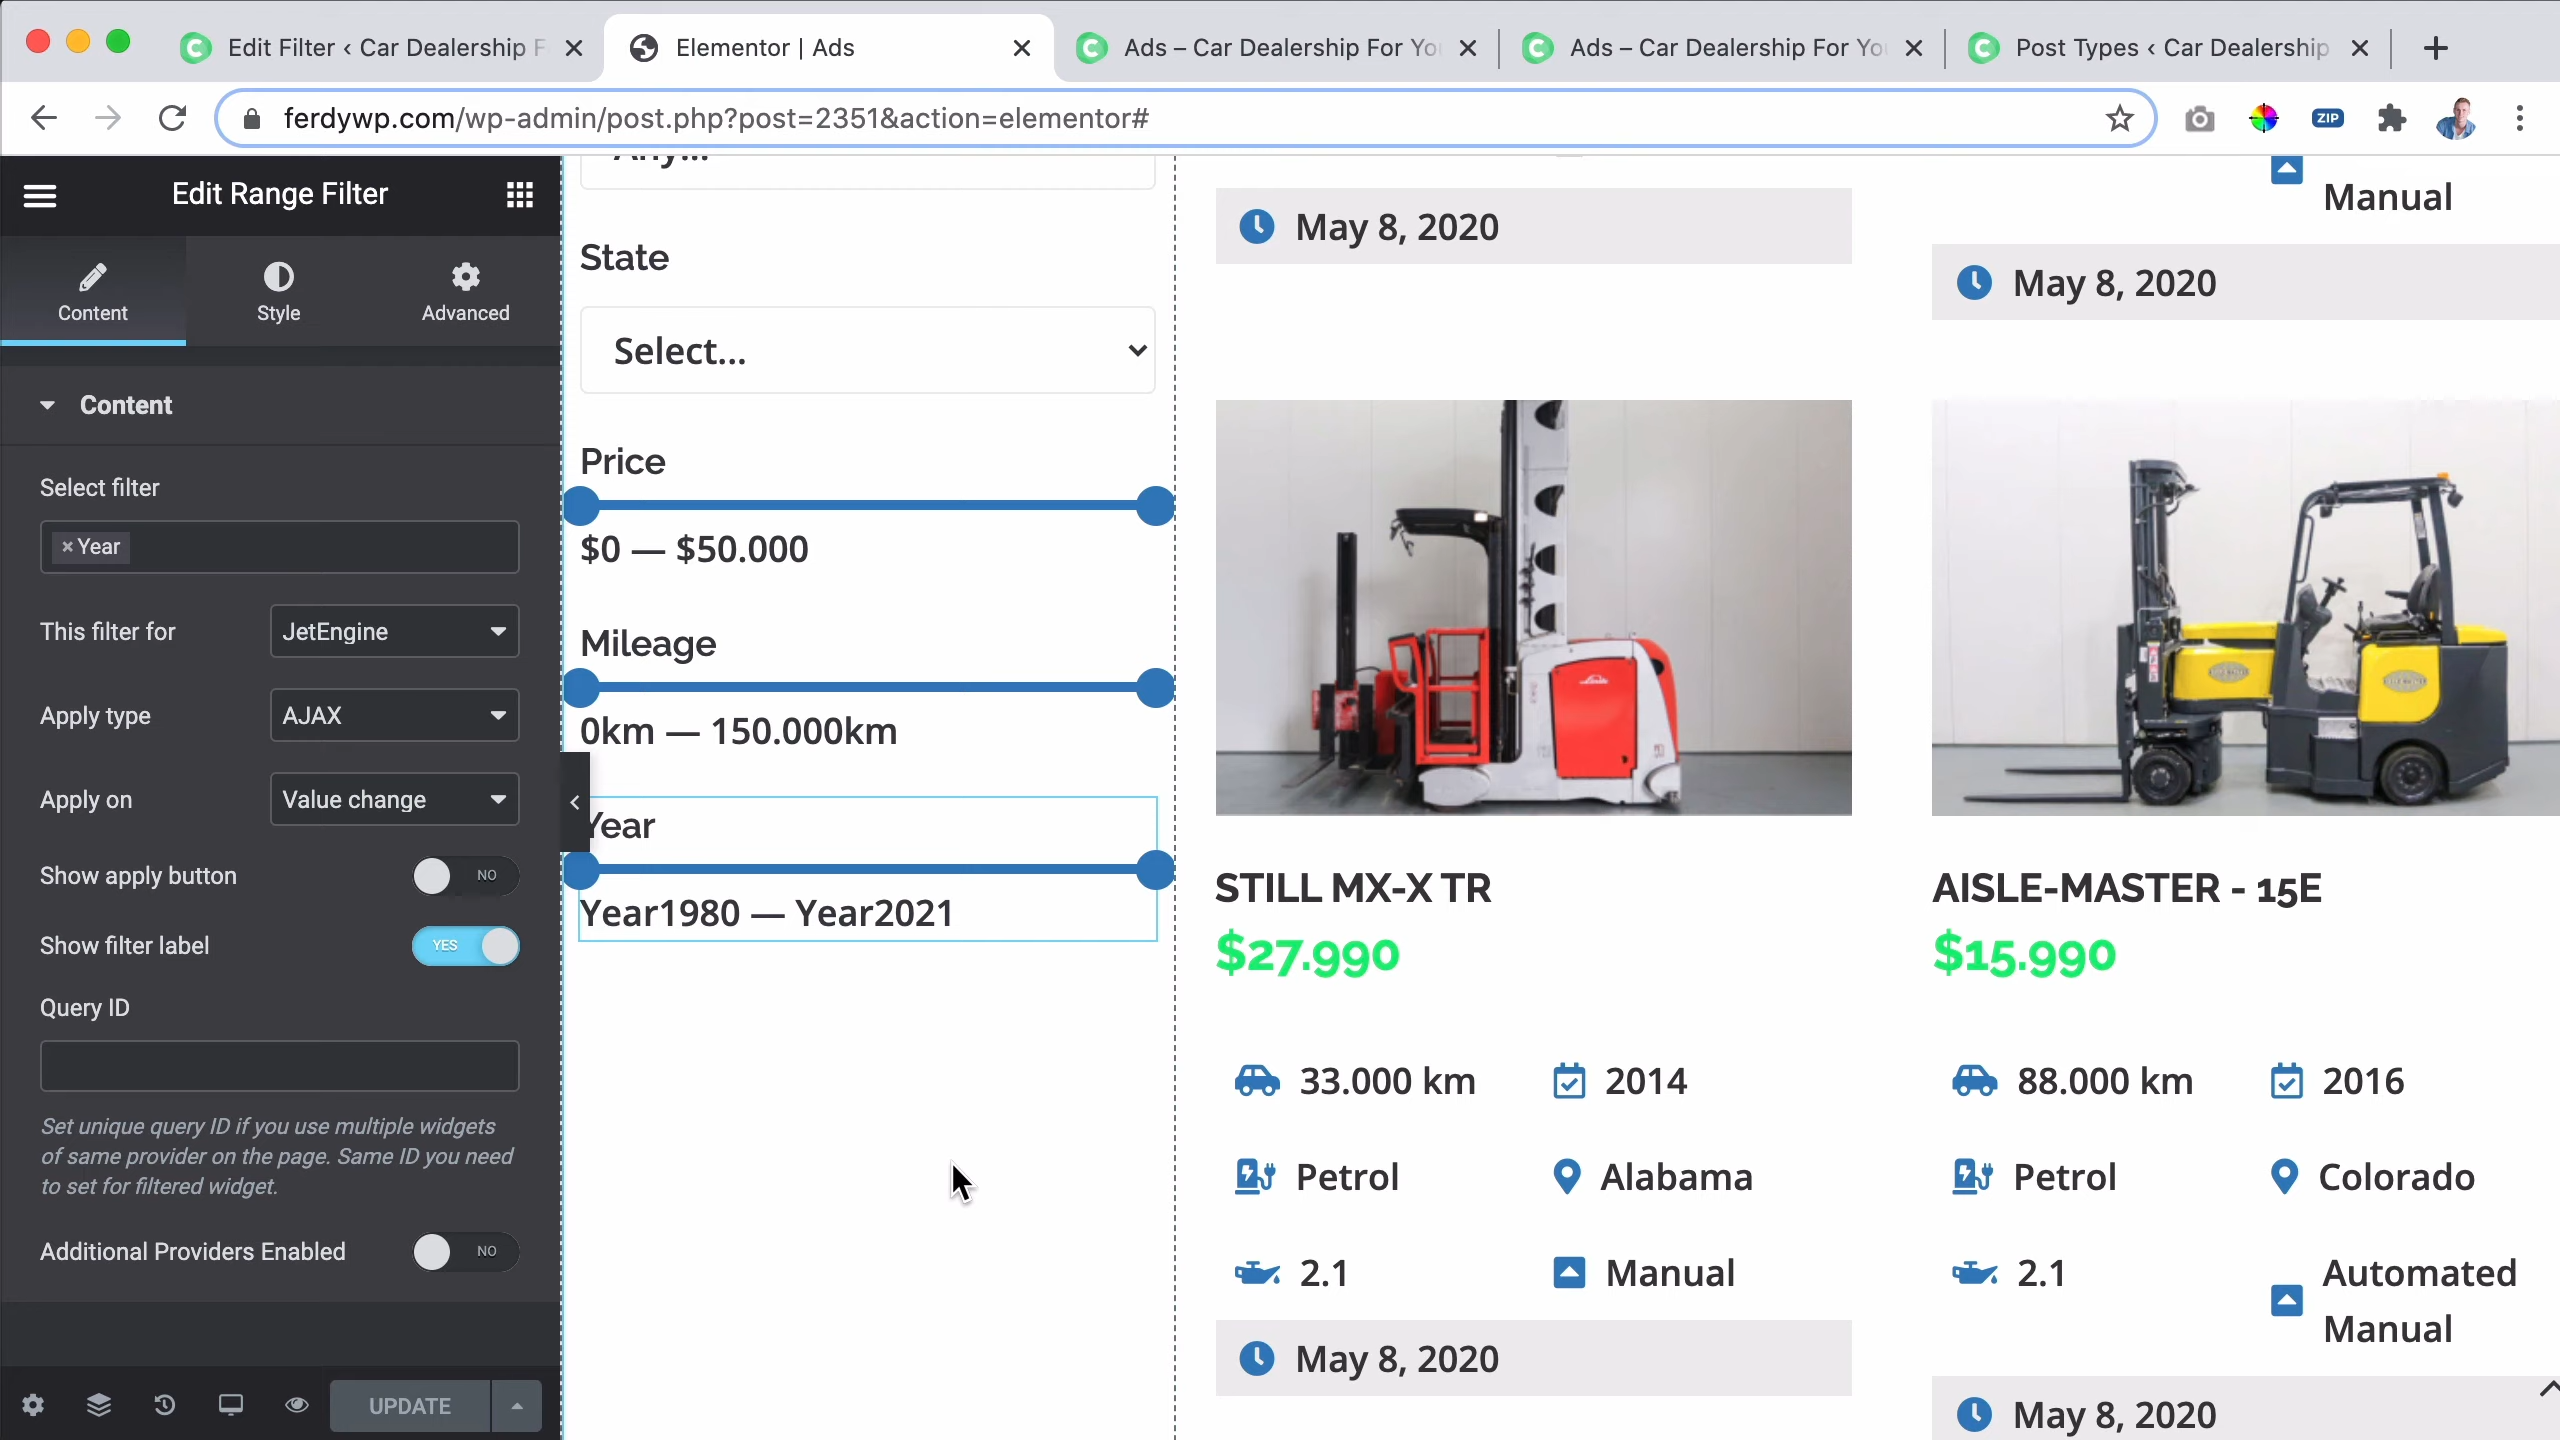 Edit Filter ‹ Car Dealership F
Elementor | Ads
Ads – Car Dealership For Yo
Ads – Car Dealership For Yo
Post Types ‹ Car Dealership
ferdywp.com/wp-admin/post.php?post=2351&action=elementor#
ZIP
Edit Range Filter
Content
Style
Advanced
Content
Select filter
×Year
This filter for
JetEngine
Apply type
AJAX
Apply on
Value change
Show apply button
NO
Show filter label
YES
Query ID
Set unique query ID if you use multiple widgets
of same provider on the page. Same ID you need
to set for filtered widget.
Additional Providers Enabled
NO
UPDATE
Any...
State
Select...
Price
$0 — $50.000
Mileage
0km — 150.000km
Year
Year1980 — Year2021
May 8, 2020
Manual
May 8, 2020
STILL MX-X TR
$27.990
33.000 km
2014
Petrol
Alabama
2.1
Manual
May 8, 2020
AISLE-MASTER - 15E
$15.990
88.000 km
2016
Petrol
Colorado
2.1
Automated
Manual
May 8, 2020